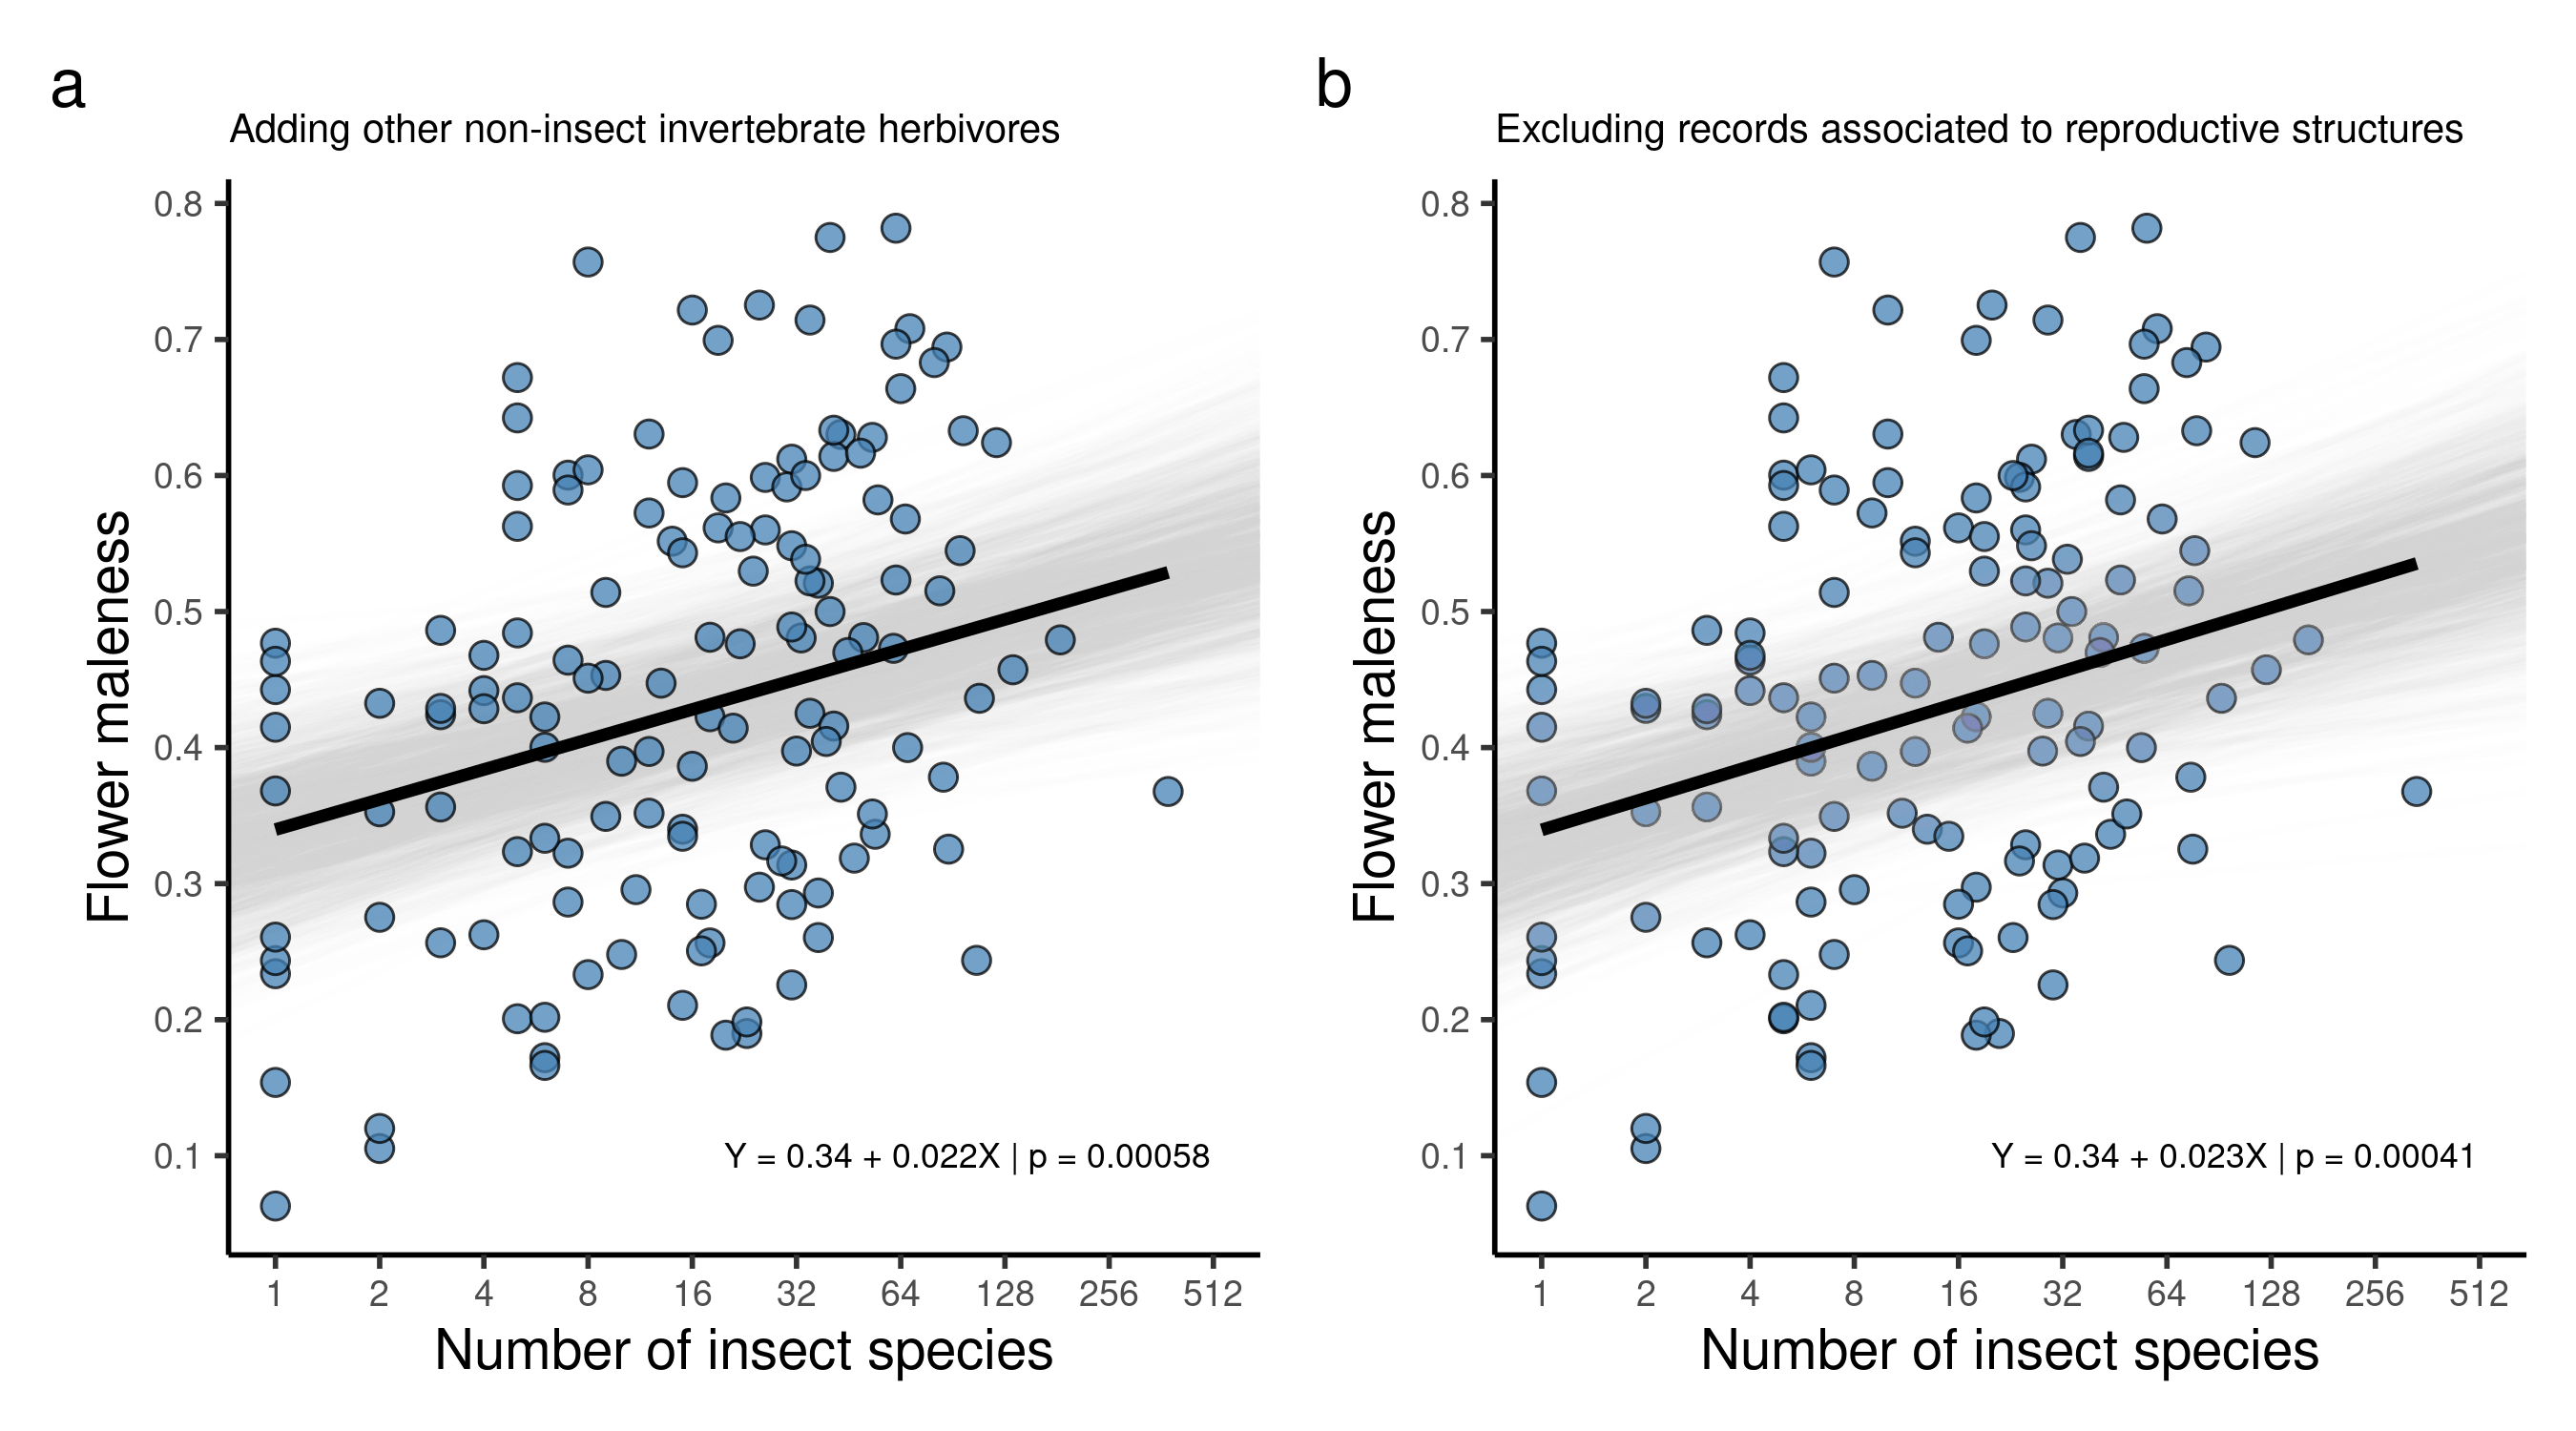 a
Adding other non-insect invertebrate herbivores
0.8
0.7
0.6
0.5
0.4
0.3
0.2
0.1
Flower maleness
Y = 0.34 + 0.022X | p = 0.00058
1 2 4 8 16 32 64 128 256 512
Number of insect species
b
Excluding records associated to reproductive structures
0.8
0.7
0.6
0.5
0.4
0.3
0.2
0.1
Flower maleness
Y = 0.34 + 0.023X | p = 0.00041
1 2 4 8 16 32 64 128 256 512
Number of insect species